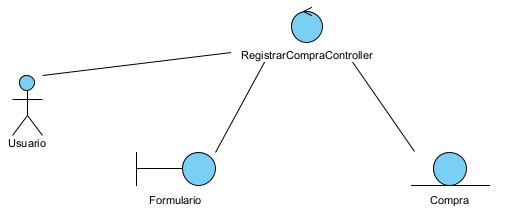 RegistrarCompraController
Usuario
Formulario
Compra